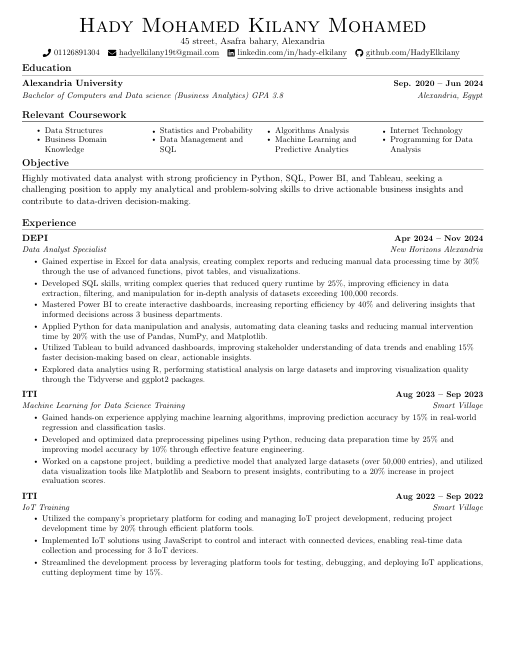 Hady Mohamed Kilany Mohamed
45 street, Asafra bahary, Alexandria
01126891304 hadyelkilany19t@gmail.com linkedin.com/in/hady-elkilany github.com/HadyElkilany
Education
Alexandria University Sep. 2020 – Jun 2024
Bachelor of Computers and Data science (Business Analytics) GPA 3.8 Alexandria, Egypt
Relevant Coursework
• Data Structures • Statistics and Probability • Algorithms Analysis • Internet Technology
• Business Domain • Data Management and • Machine Learning and • Programming for Data
Knowledge SQL Predictive Analytics Analysis
Objective
Highly motivated data analyst with strong proficiency in Python, SQL, Power BI, and Tableau, seeking a
challenging position to apply my analytical and problem-solving skills to drive actionable business insights and
contribute to data-driven decision-making.
Experience
DEPI Apr 2024 – Nov 2024
Data Analyst Specialist New Horizons Alexandria
• Gained expertise in Excel for data analysis, creating complex reports and reducing manual data processing time by 30%
through the use of advanced functions, pivot tables, and visualizations.
• Developed SQL skills, writing complex queries that reduced query runtime by 25%, improving efficiency in data
extraction, filtering, and manipulation for in-depth analysis of datasets exceeding 100,000 records.
• Mastered Power BI to create interactive dashboards, increasing reporting efficiency by 40% and delivering insights that
informed decisions across 3 business departments.
• Applied Python for data manipulation and analysis, automating data cleaning tasks and reducing manual intervention
time by 20% with the use of Pandas, NumPy, and Matplotlib.
• Utilized Tableau to build advanced dashboards, improving stakeholder understanding of data trends and enabling 15%
faster decision-making based on clear, actionable insights.
• Explored data analytics using R, performing statistical analysis on large datasets and improving visualization quality
through the Tidyverse and ggplot2 packages.
ITI Aug 2023 – Sep 2023
Machine Learning for Data Science Training Smart Village
• Gained hands-on experience applying machine learning algorithms, improving prediction accuracy by 15% in real-world
regression and classification tasks.
• Developed and optimized data preprocessing pipelines using Python, reducing data preparation time by 25% and
improving model accuracy by 10% through effective feature engineering.
• Worked on a capstone project, building a predictive model that analyzed large datasets (over 50,000 entries), and utilized
data visualization tools like Matplotlib and Seaborn to present insights, contributing to a 20% increase in project
evaluation scores.
ITI Aug 2022 – Sep 2022
IoT Training Smart Village
• Utilized the company's proprietary platform for coding and managing IoT project development, reducing project
development time by 20% through efficient platform tools.
• Implemented IoT solutions using JavaScript to control and interact with connected devices, enabling real-time data
collection and processing for 3 IoT devices.
• Streamlined the development process by leveraging platform tools for testing, debugging, and deploying IoT applications,
cutting deployment time by 15%.